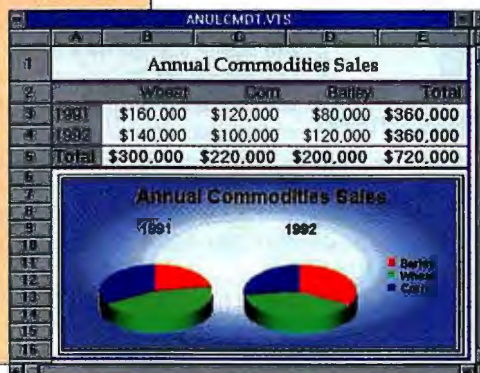 ANULCMDT.VTS
A B C D E
1 Annual Commodities Sales
2 Wheat Corn Barley Total
3 1991 $160,000 $120,000 $80,000 $360,000
4 1992 $140,000 $100,000 $120,000 $360,000
5 Total $300,000 $220,000 $200,000 $720,000
6
7
8
9
10
11
12
13
14
15
16
Annual Commodities Sales
1991 1992
Barley
Wheat
Corn